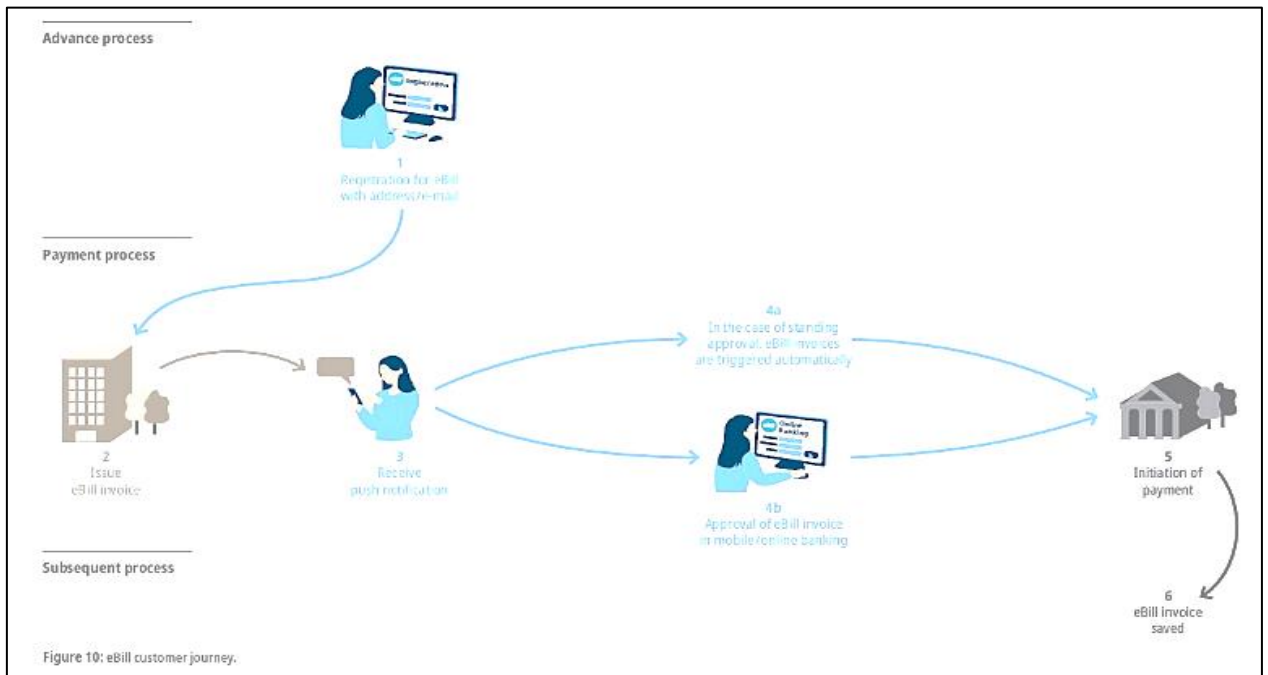 Advance process
1
Registration for eBill
with address/e-mail
Payment process
4a
In the case of standing
approval, eBill invoices
are triggered automatically
2
Issue
eBill invoice
3
Receive
push notification
Online
Banking
4b
Approval of eBill invoice
in mobile/online banking
5
Initiation of
payment
Subsequent process
6
eBill invoice
saved
Figure 10: eBill customer journey.